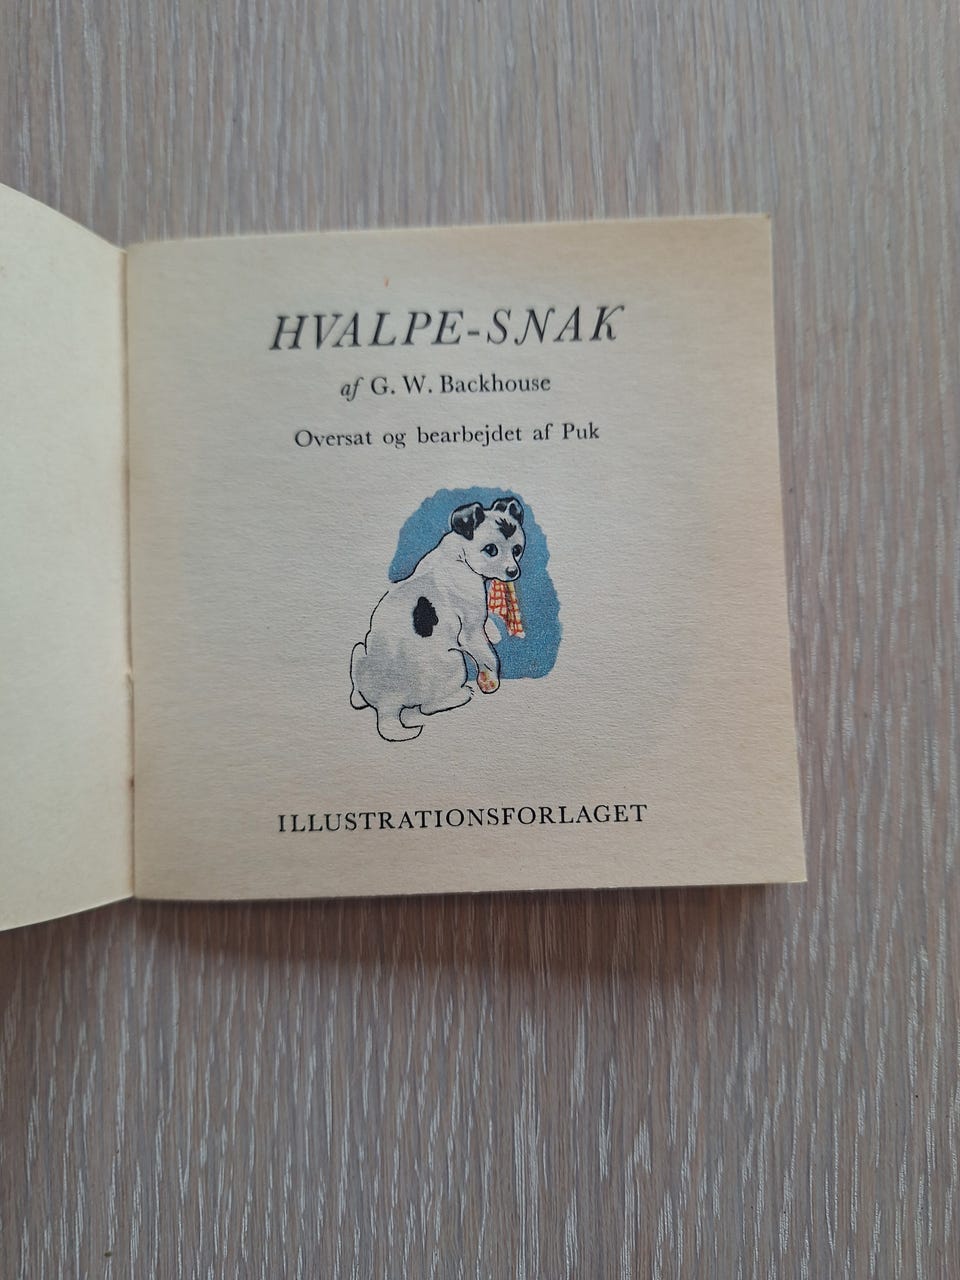 HVALPE-SNAK
af G. W. Backhouse
Oversat og bearbejdet af Puk
ILLUSTRATIONSFORLAGET